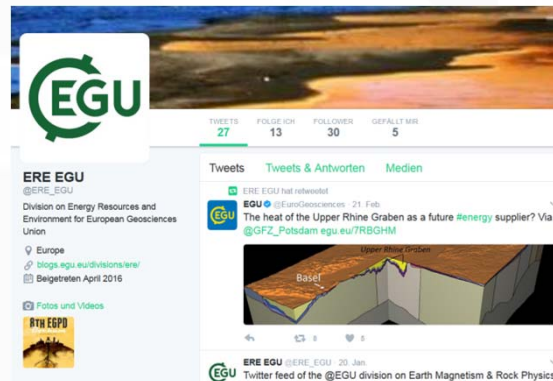 EGU
TWEETS FOLGE ICH FOLLOWER GEFÄLLT MIR
27 13 30 5
ERE EGU
@ERE_EGU
Division on Energy Resources and
Environment for European Geosciences
Union
Europe
blogs.egu.eu/divisions/ere/
Beigetreten April 2016
Fotos und Videos
8TH EGPD
Tweets Tweets & Antworten Medien
ERE EGU hat retweetet
EGU
EGU @EuroGeosciences · 21. Feb.
The heat of the Upper Rhine Graben as a future #energy supplier? Via
@GFZ_Potsdam egu.eu/7RBGHM
Upper Rhine Graben
Basel
EGU
ERE EGU @ERE_EGU · 20. Jan.
Twitter feed of the @EGU division on Earth Magnetism & Rock Physics